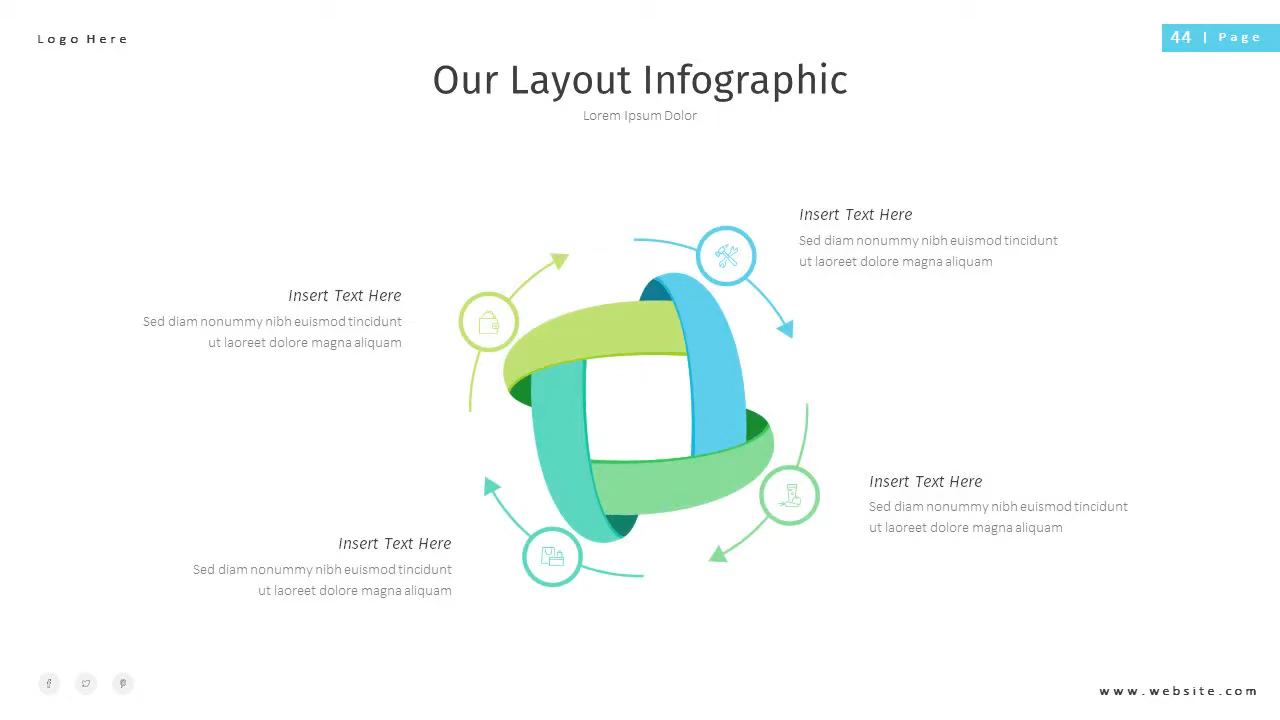 Logo Here
44 | Page
Our Layout Infographic
Lorem Ipsum Dolor
Insert Text Here
Sed diam nonummy nibh euismod tincidunt
ut laoreet dolore magna aliquam
Insert Text Here
Sed diam nonummy nibh euismod tincidunt
ut laoreet dolore magna aliquam
Insert Text Here
Sed diam nonummy nibh euismod tincidunt
ut laoreet dolore magna aliquam
Insert Text Here
Sed diam nonummy nibh euismod tincidunt
ut laoreet dolore magna aliquam
www.website.com